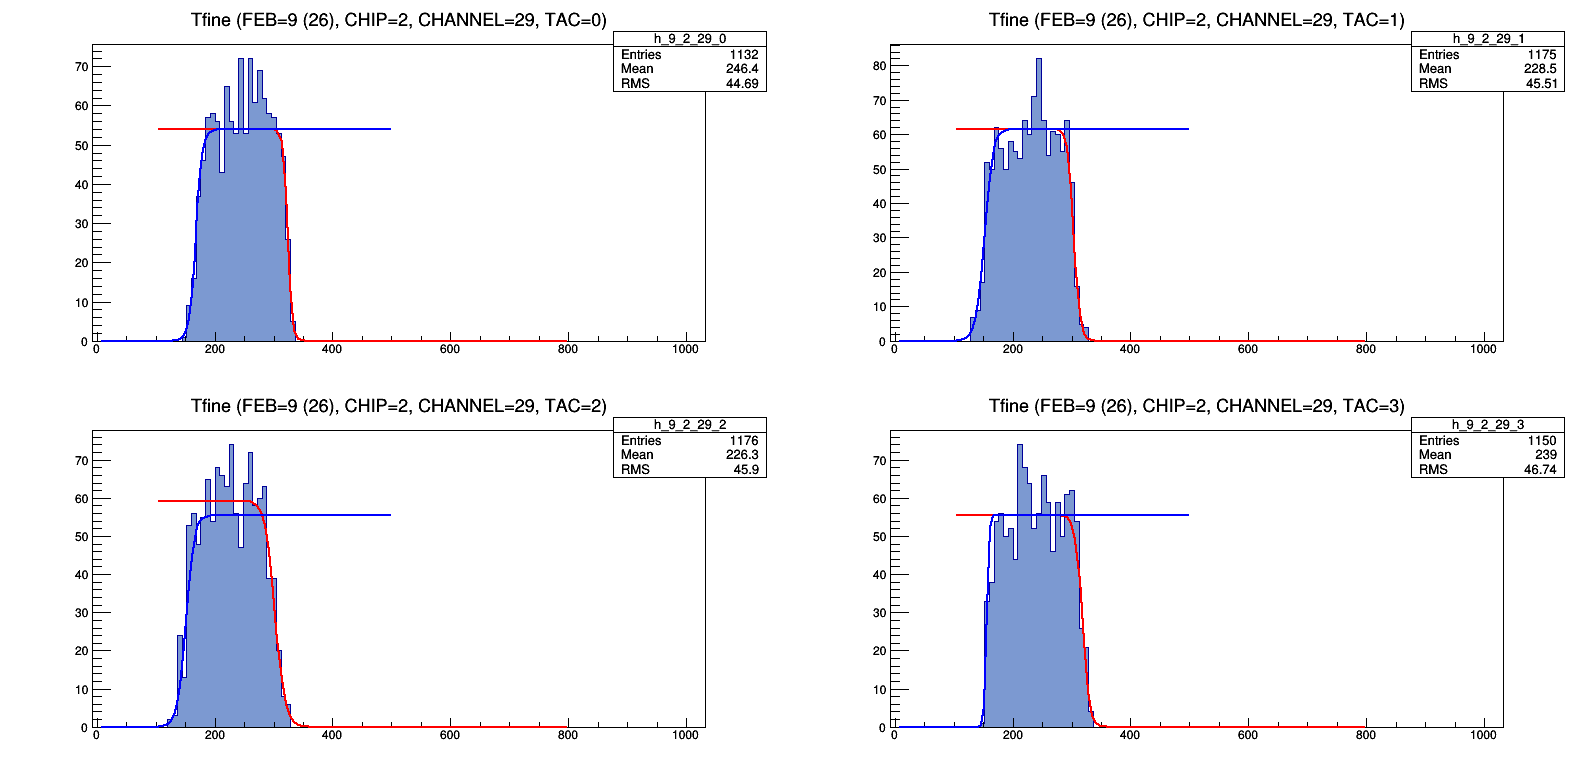 Tfine (FEB=9 (26), CHIP=2, CHANNEL=29, TAC=0)
h_9_2_29_0
Entries 1132
Mean 246.4
RMS 44.69
70
60
50
40
30
20
10
0
0 200 400 600 800 1000
Tfine (FEB=9 (26), CHIP=2, CHANNEL=29, TAC=1)
h_9_2_29_1
Entries 1175
Mean 228.5
RMS 45.51
80
70
60
50
40
30
20
10
0
0 200 400 600 800 1000
Tfine (FEB=9 (26), CHIP=2, CHANNEL=29, TAC=2)
h_9_2_29_2
Entries 1176
Mean 226.3
RMS 45.9
70
60
50
40
30
20
10
0
0 200 400 600 800 1000
Tfine (FEB=9 (26), CHIP=2, CHANNEL=29, TAC=3)
h_9_2_29_3
Entries 1150
Mean 239
RMS 46.74
70
60
50
40
30
20
10
0
0 200 400 600 800 1000